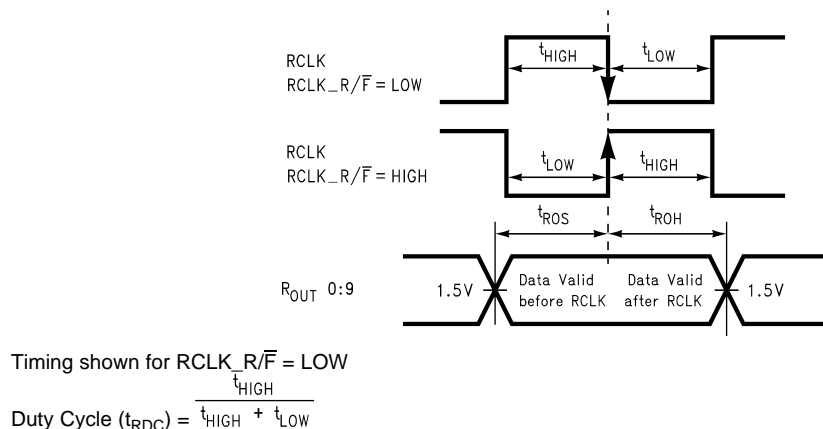 RCLK
RCLK_R/F̅ = LOW
tHIGH
tLOW
RCLK
RCLK_R/F̅ = HIGH
tLOW
tHIGH
tROS
tROH
ROUT 0:9
1.5V
Data Valid
before RCLK
Data Valid
after RCLK
1.5V
Timing shown for RCLK_R/F̅ = LOW
Duty Cycle (tRDC) =
tHIGH
tHIGH + tLOW